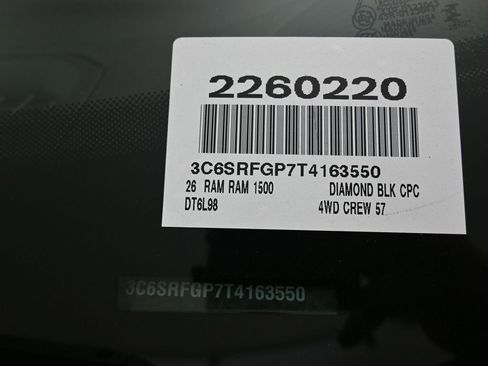 2260220
3C6SRFGP7T4163550
26 RAM RAM 1500 DIAMOND BLK CPC
DT6L98 4WD CREW 57
3C6SRFGP7T4163550